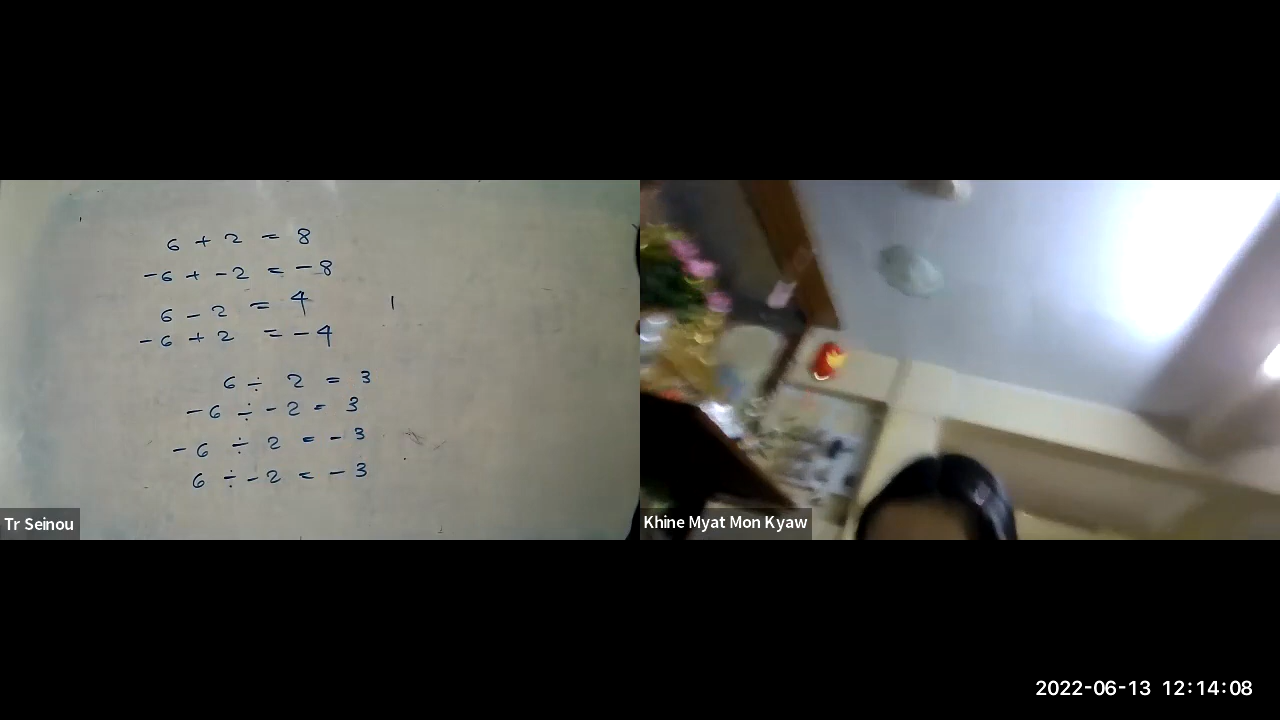 6 + 2 = 8
-6 + -2 = -8
6 - 2 = 4
-6 + 2 = -4
6 ÷ 2 = 3
-6 ÷ -2 = 3
-6 ÷ 2 = -3
6 ÷ -2 = -3
Tr Seinou
Khine Myat Mon Kyaw
2022-06-13 12:14:08